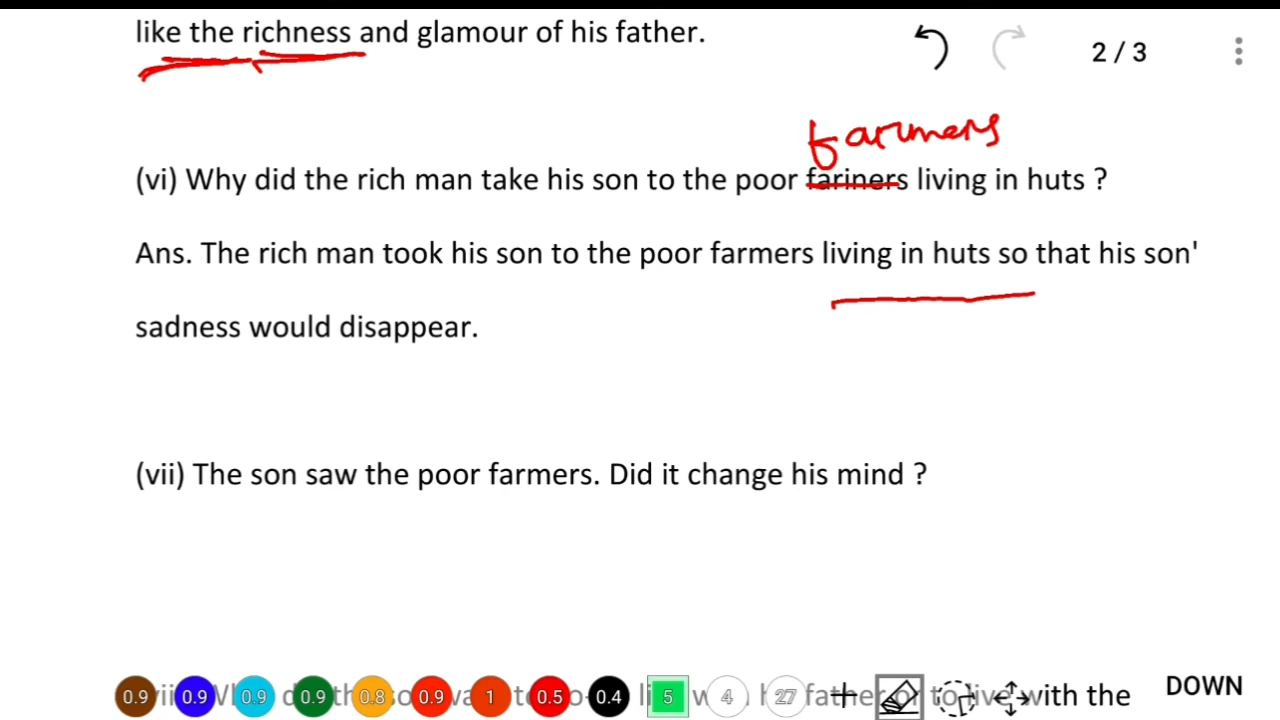 like the richness and glamour of his father.
2 / 3
farmers
(vi) Why did the rich man take his son to the poor fariners living in huts ?
Ans. The rich man took his son to the poor farmers living in huts so that his son'
sadness would disappear.
(vii) The son saw the poor farmers. Did it change his mind ?
with the
DOWN
0.9 0.9 0.9 0.9 0.8 0.9 1 0.5 0.4 5 4 27